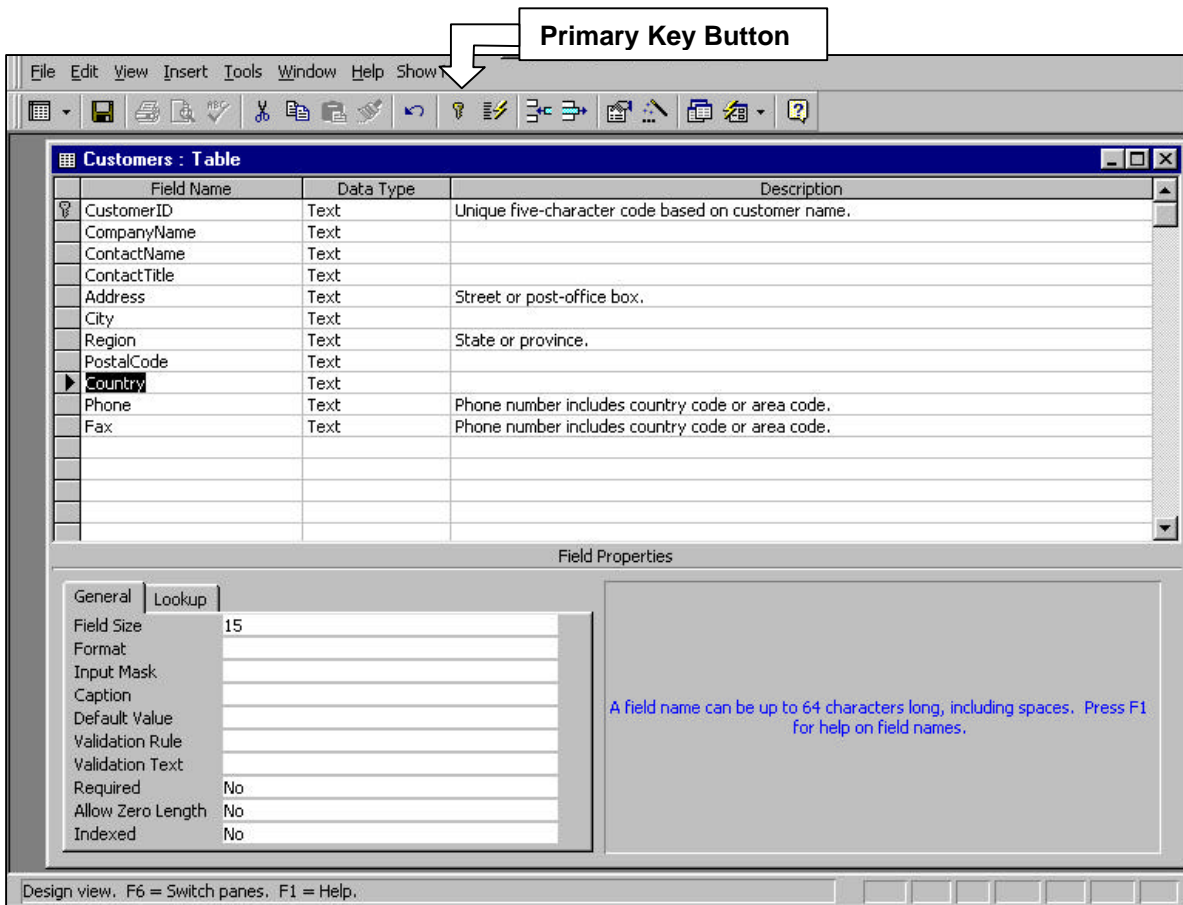 Primary Key Button
File Edit View Insert Tools Window Help Show
ABC
Customers : Table
Field Name Data Type Description
CustomerID Text Unique five-character code based on customer name.
CompanyName Text
ContactName Text
ContactTitle Text
Address Text Street or post-office box.
City Text
Region Text State or province.
PostalCode Text
Country Text
Phone Text Phone number includes country code or area code.
Fax Text Phone number includes country code or area code.
Field Properties
General Lookup
Field Size 15
Format
Input Mask
Caption
Default Value
Validation Rule
Validation Text
Required No
Allow Zero Length No
Indexed No
A field name can be up to 64 characters long, including spaces. Press F1
for help on field names.
Design view. F6 = Switch panes. F1 = Help.